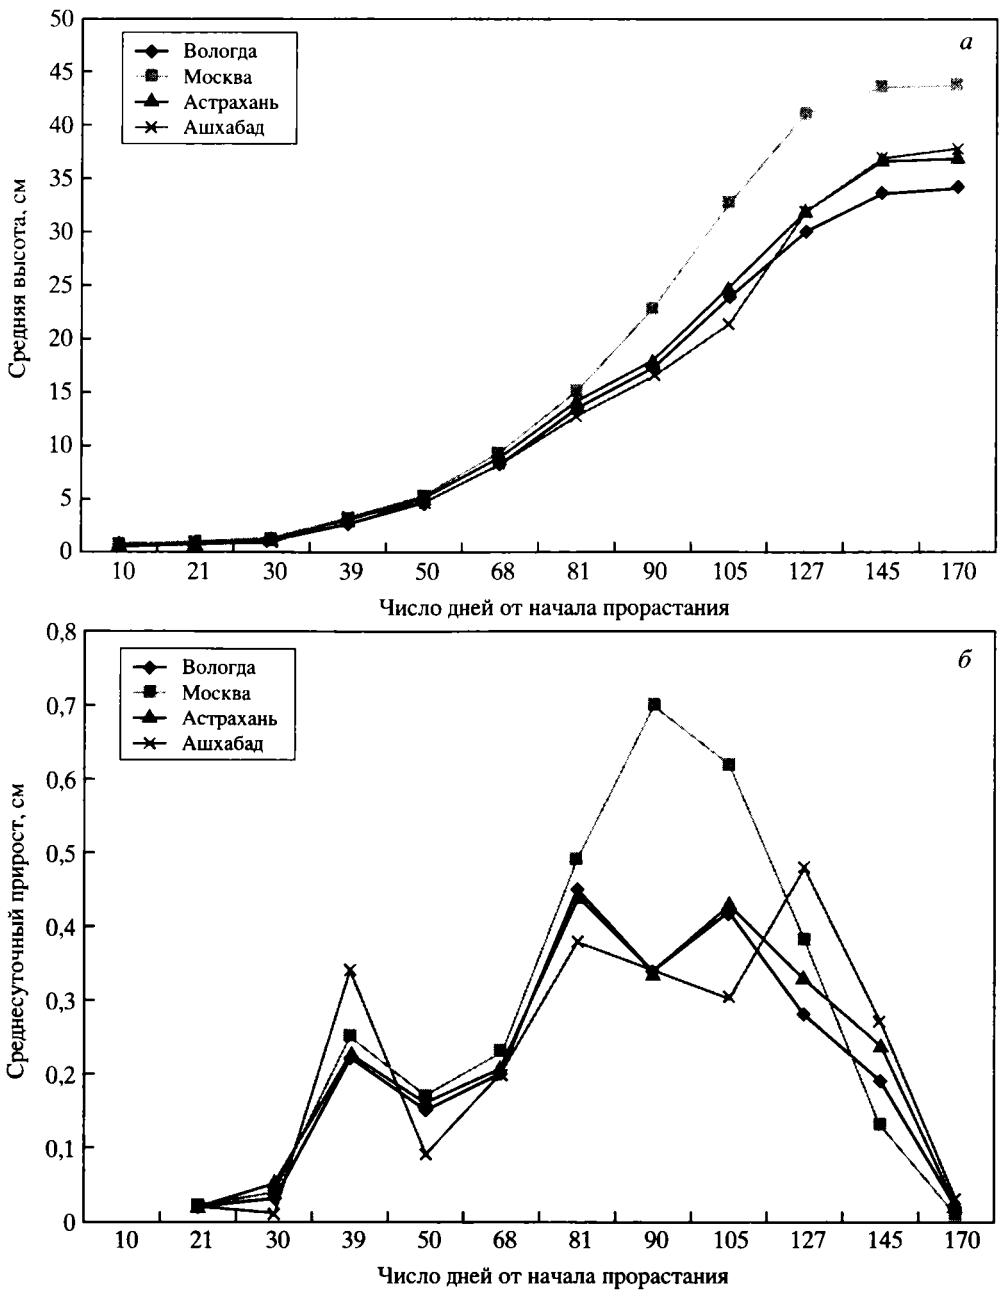 50
45
40
35
30
25
20
15
10
5
0
Средняя высота, см
Вологда
Москва
Астрахань
Ашхабад
а
10 21 30 39 50 68 81 90 105 127 145 170
Число дней от начала прорастания
0,8
0,7
0,6
0,5
0,4
0,3
0,2
0,1
0
Среднесуточный прирост, см
Вологда
Москва
Астрахань
Ашхабад
б
10 21 30 39 50 68 81 90 105 127 145 170
Число дней от начала прорастания